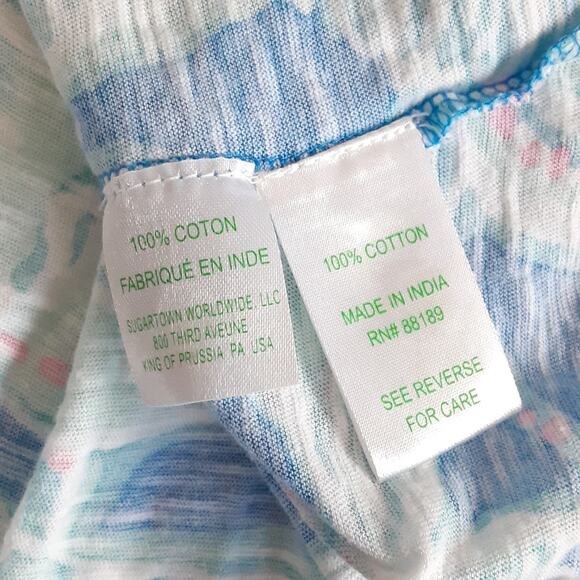 100% COTON
FABRIQUÉ EN INDE
SUGARTOWN WORLDWIDE, LLC
800 THIRD AVEUNE
KING OF PRUSSIA PA USA
100% COTTON
MADE IN INDIA
RN# 88189
SEE REVERSE
FOR CARE